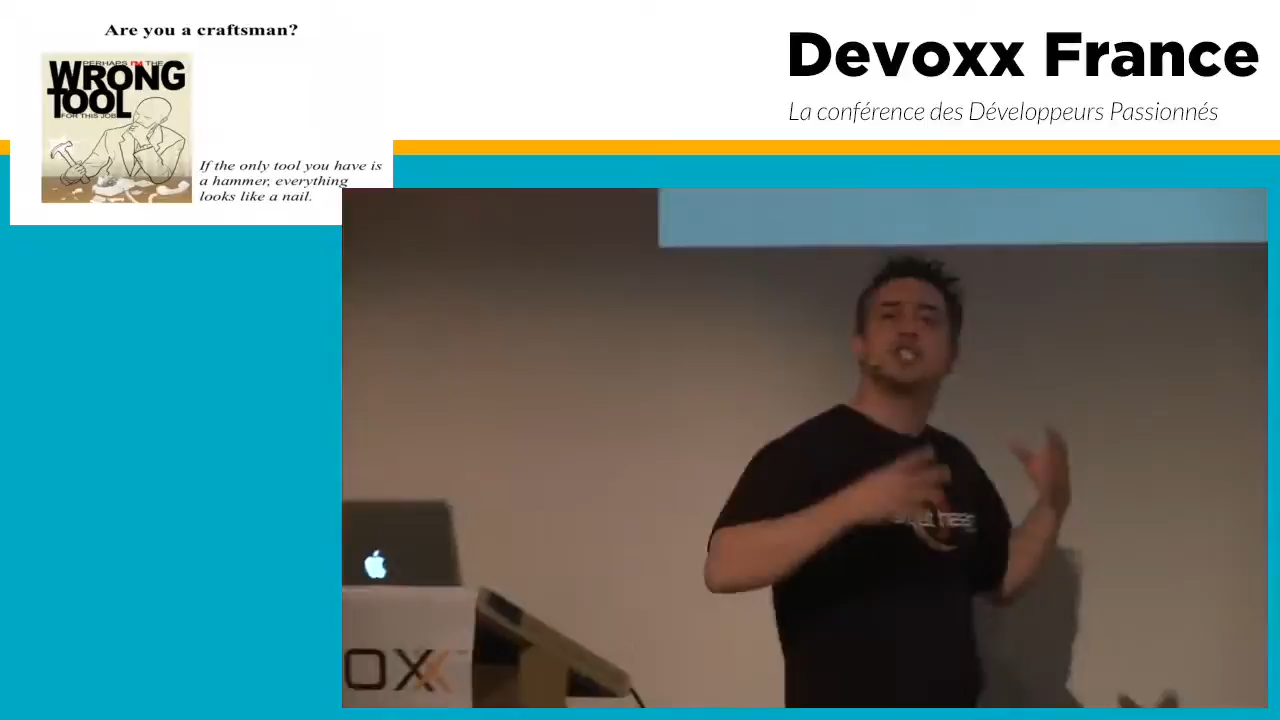 Are you a craftsman?
PERHAPS I'M THE
WRONG
TOOL
FOR THIS JOB
If the only tool you have is
a hammer, everything
looks like a nail.
Devoxx France
La conférence des Développeurs Passionnés
OXX